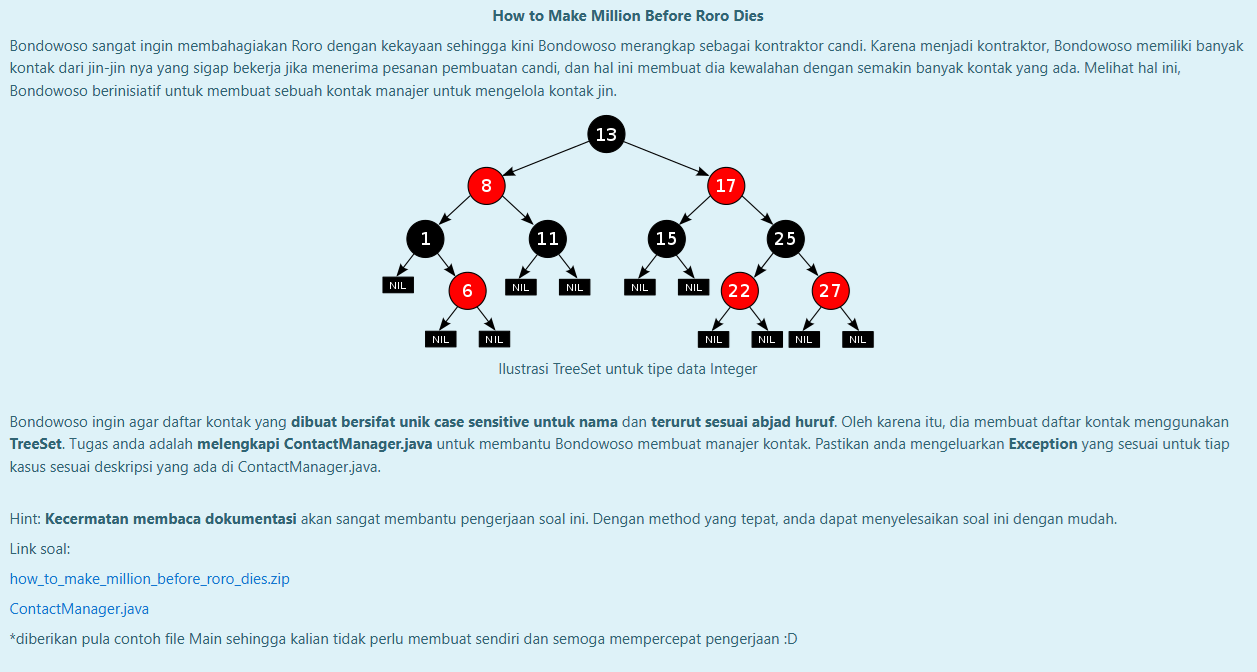 How to Make Million Before Roro Dies
Bondowoso sangat ingin membahagiakan Roro dengan kekayaan sehingga kini Bondowoso merangkap sebagai kontraktor candi. Karena menjadi kontraktor, Bondowoso memiliki banyak
kontak dari jin-jin nya yang sigap bekerja jika menerima pesanan pembuatan candi, dan hal ini membuat dia kewalahan dengan semakin banyak kontak yang ada. Melihat hal ini,
Bondowoso berinisiatif untuk membuat sebuah kontak manajer untuk mengelola kontak jin.
13
8 17
1 11 15 25
NIL 6 NIL NIL NIL NIL 22 27
NIL NIL NIL NIL NIL NIL
Ilustrasi TreeSet untuk tipe data Integer
Bondowoso ingin agar daftar kontak yang dibuat bersifat unik case sensitive untuk nama dan terurut sesuai abjad huruf. Oleh karena itu, dia membuat daftar kontak menggunakan
TreeSet. Tugas anda adalah melengkapi ContactManager.java untuk membantu Bondowoso membuat manajer kontak. Pastikan anda mengeluarkan Exception yang sesuai untuk tiap
kasus sesuai deskripsi yang ada di ContactManager.java.
Hint: Kecermatan membaca dokumentasi akan sangat membantu pengerjaan soal ini. Dengan method yang tepat, anda dapat menyelesaikan soal ini dengan mudah.
Link soal:
how_to_make_million_before_roro_dies.zip
ContactManager.java
*diberikan pula contoh file Main sehingga kalian tidak perlu membuat sendiri dan semoga mempercepat pengerjaan :D